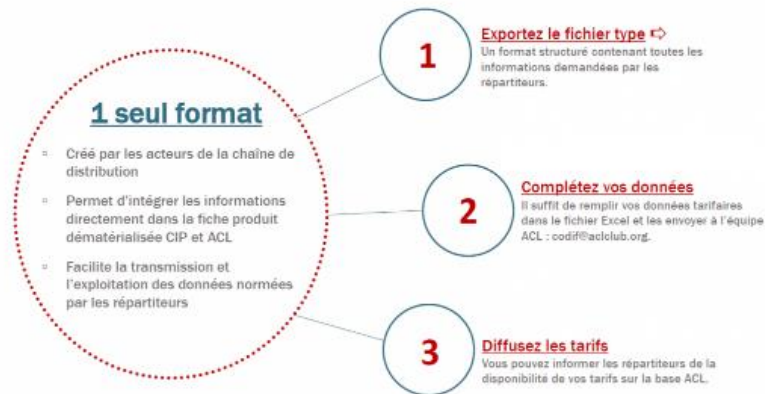 1 seul format
▫ Créé par les acteurs de la chaîne de
distribution
▫ Permet d'intégrer les informations
directement dans la fiche produit
dématérialisée CIP et ACL
▫ Facilite la transmission et
l'exploitation des données normées
par les répartiteurs
1
Exportez le fichier type ⇨
Un format structuré contenant toutes les
informations demandées par les
répartiteurs.
2
Complétez vos données
Il suffit de remplir vos données tarifaires
dans le fichier Excel et les envoyer à l'équipe
ACL : codif@aclclub.org.
3
Diffusez les tarifs
Vous pouvez informer les répartiteurs de la
disponibilité de vos tarifs sur la base ACL.